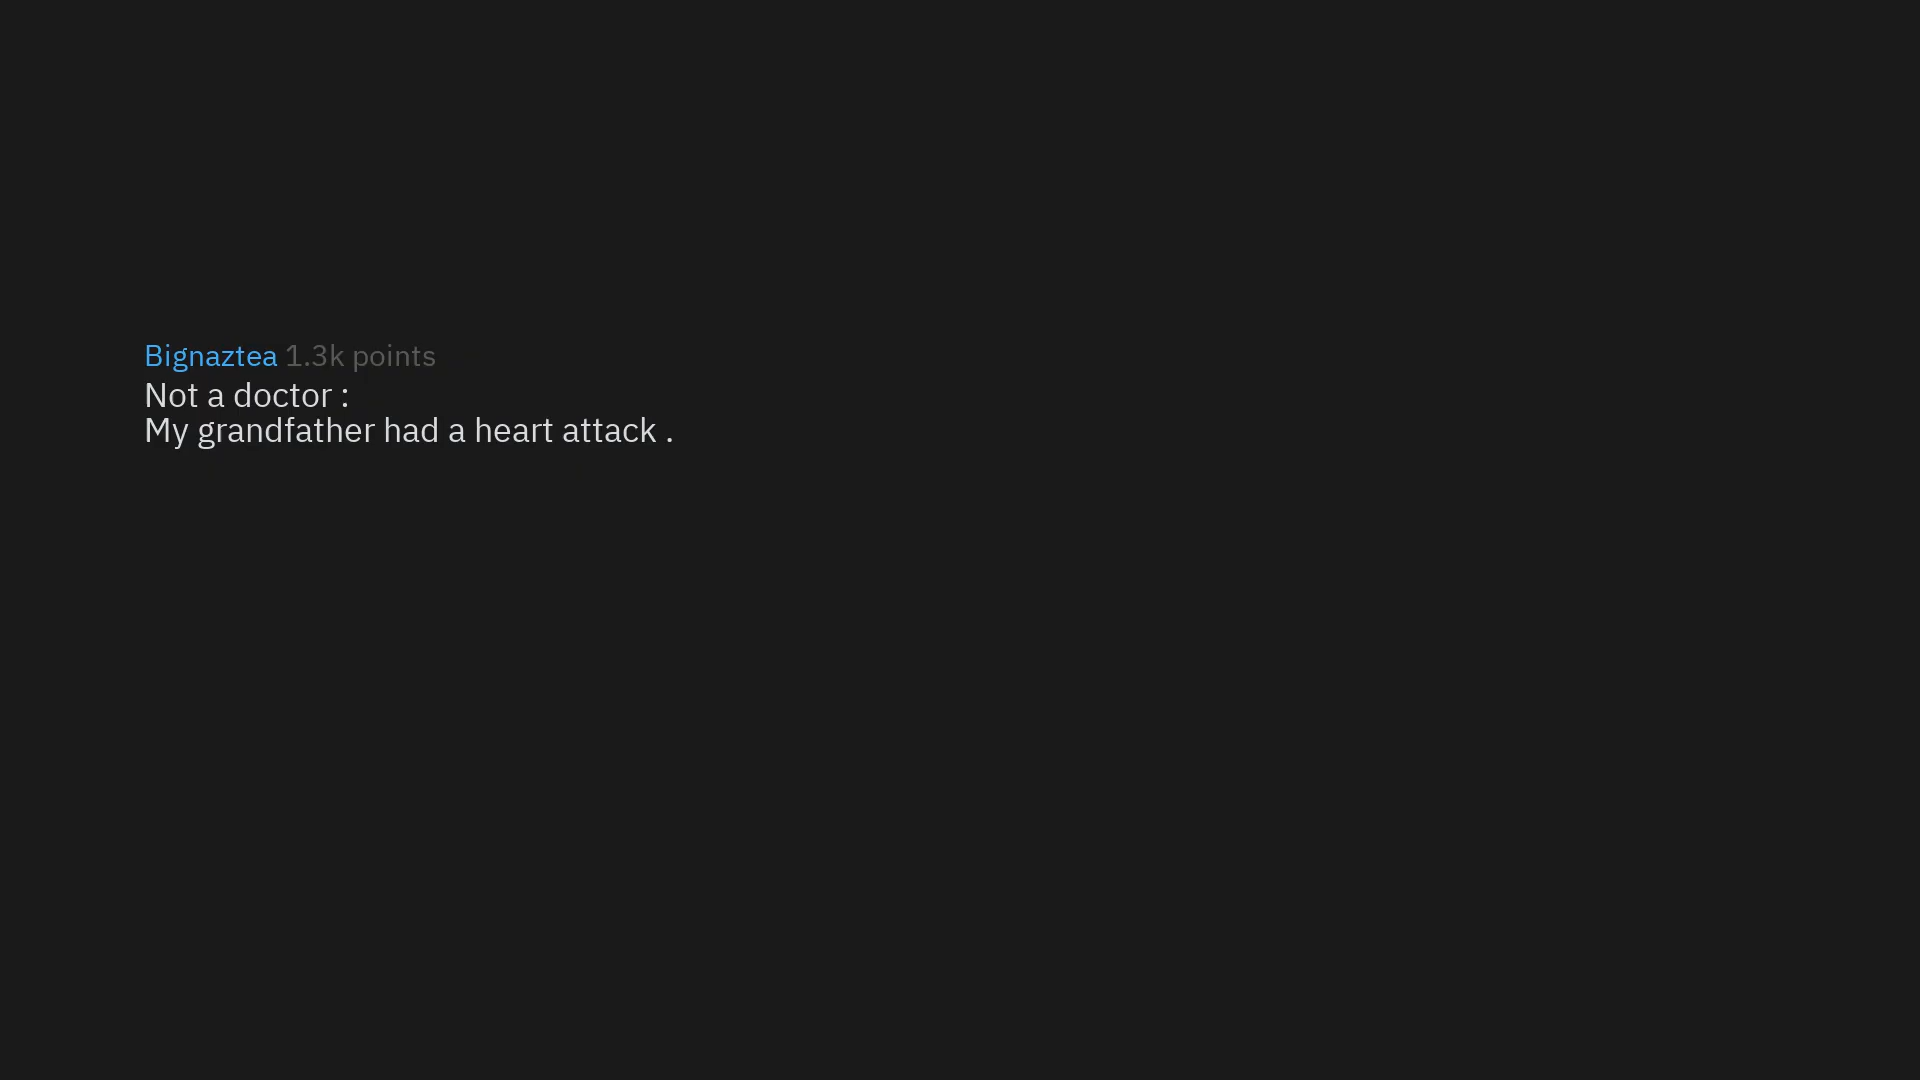 Bignaztea 1.3k points
Not a doctor :
My grandfather had a heart attack .